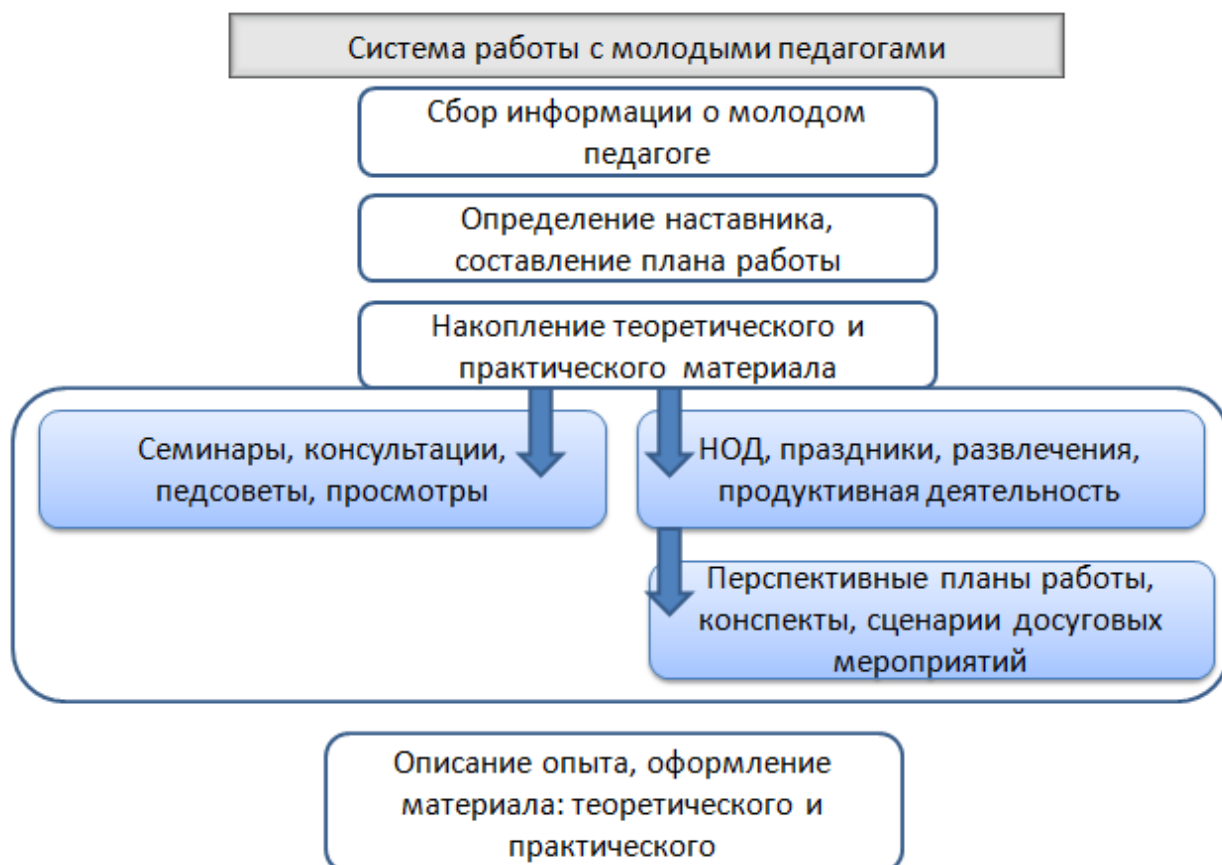 Система работы с молодыми педагогами
Сбор информации о молодом
педагоге
Определение наставника,
составление плана работы
Накопление теоретического и
практического материала
Семинары, консультации,
педсоветы, просмотры
НОД, праздники, развлечения,
продуктивная деятельность
Перспективные планы работы,
конспекты, сценарии досуговых
мероприятий
Описание опыта, оформление
материала: теоретического и
практического